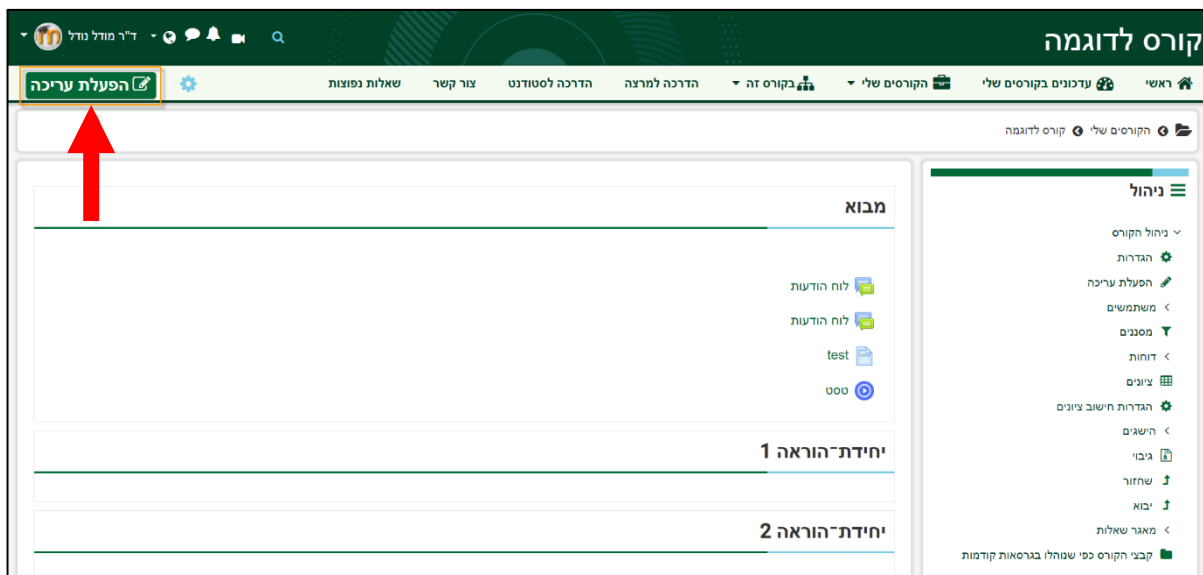 קורס לדוגמה
ד"ר מודל נודל
ראשי עדכונים בקורסים שלי הקורסים שלי בקורס זה הדרכה למרצה הדרכה לסטודנט צור קשר שאלות נפוצות הפעלת עריכה
הקורסים שלי קורס לדוגמה
ניהול
ניהול הקורס
הגדרות
הפעלת עריכה
משתמשים
מסננים
דוחות
ציונים
הגדרות חישוב ציונים
הישגים
גיבוי
שחזור
יבוא
מאגר שאלות
קבצי הקורס כפי שנוהלו בגרסאות קודמות
מבוא
לוח הודעות
לוח הודעות
test
טסט
יחידת־הוראה 1
יחידת־הוראה 2